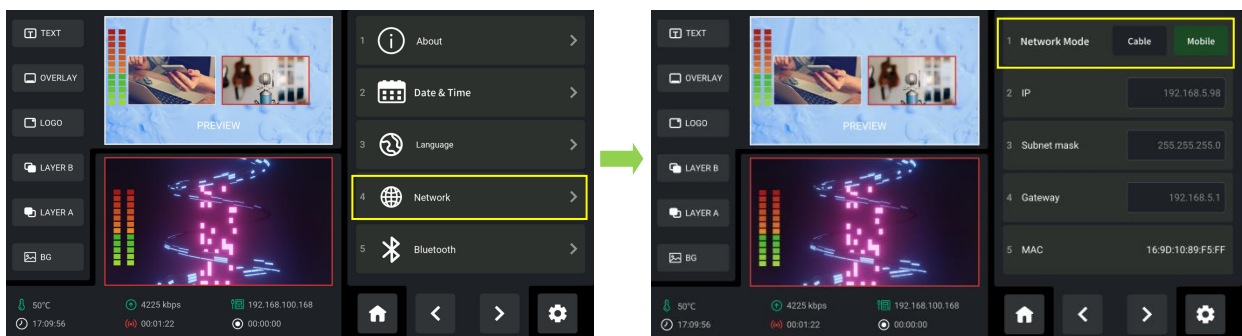 TEXT
OVERLAY
LOGO
LAYER B
LAYER A
BG
PREVIEW
1 About
2 Date & Time
3 Language
4 Network
5 Bluetooth
50°C 4225 kbps 192.168.100.168
17:09:56 00:01:22 00:00:00
TEXT
OVERLAY
LOGO
LAYER B
LAYER A
BG
PREVIEW
1 Network Mode Cable Mobile
2 IP 192.168.5.98
3 Subnet mask 255.255.255.0
4 Gateway 192.168.5.1
5 MAC 16:9D:10:89:F5:FF
50°C 4225 kbps 192.168.100.168
17:09:56 00:01:22 00:00:00